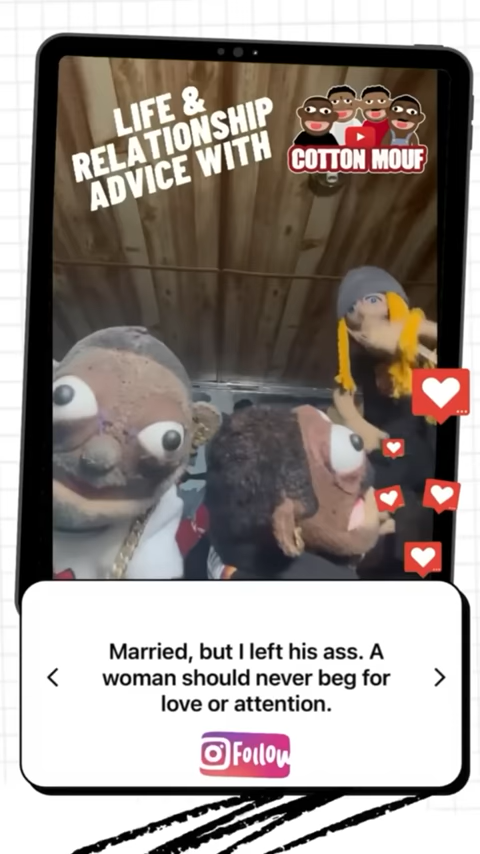 LIFE &
RELATIONSHIP
ADVICE WITH
COTTON MOUF
Married, but I left his ass. A
woman should never beg for
love or attention.
Follow